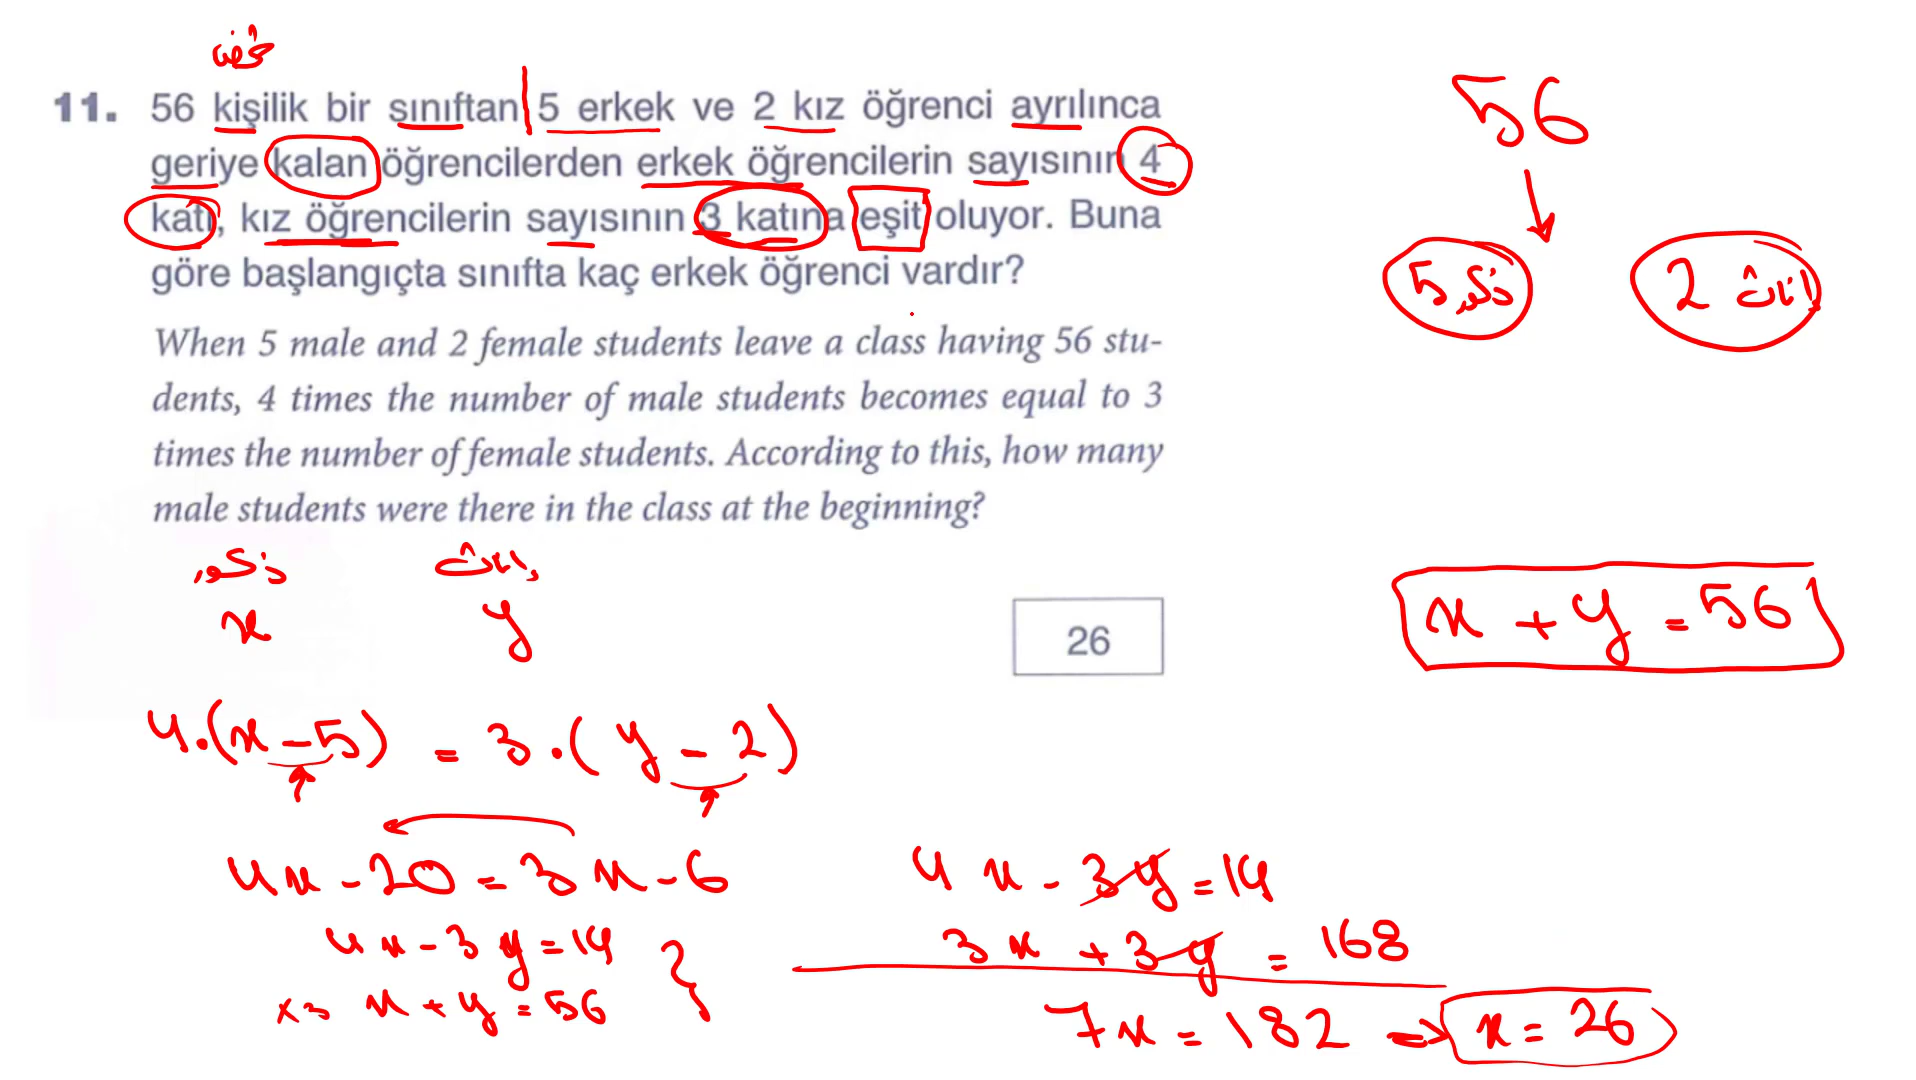 شخص
11. 56 kişilik bir sınıftan 5 erkek ve 2 kız öğrenci ayrılınca
geriye kalan öğrencilerden erkek öğrencilerin sayısının 4
katı, kız öğrencilerin sayısının 3 katına eşit oluyor. Buna
göre başlangıçta sınıfta kaç erkek öğrenci vardır?
When 5 male and 2 female students leave a class having 56 stu-
dents, 4 times the number of male students becomes equal to 3
times the number of female students. According to this, how many
male students were there in the class at the beginning?
56
5 ذكور
2 إناث
ذكور إناث
x y
26
x + y = 56
4.(x - 5) = 3.(y - 2)
4x - 20 = 3x - 6
4x - 3y = 14
x3 x + y = 56
4x - 3y = 14
3x + 3y = 168
7x = 182 → x = 26